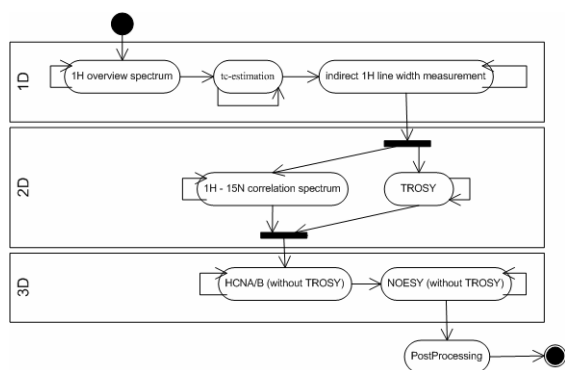 1D
1H overview spectrum
tc-estimation
indirect 1H line width measurement
2D
1H - 15N correlation spectrum
TROSY
3D
HCNA/B (without TROSY)
NOESY (without TROSY)
PostProcessing